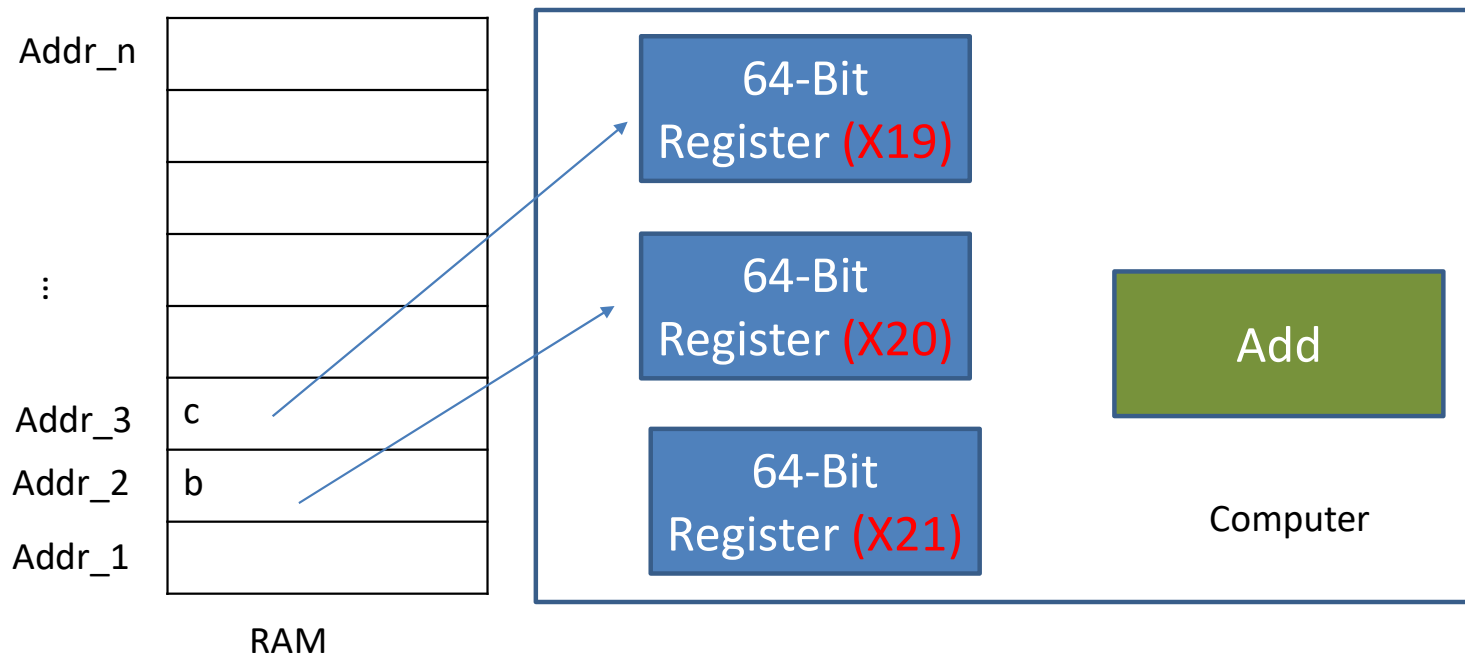 Addr_n
...
Addr_3
c
Addr_2
b
Addr_1
RAM
64-Bit
Register (X19)
64-Bit
Register (X20)
64-Bit
Register (X21)
Add
Computer